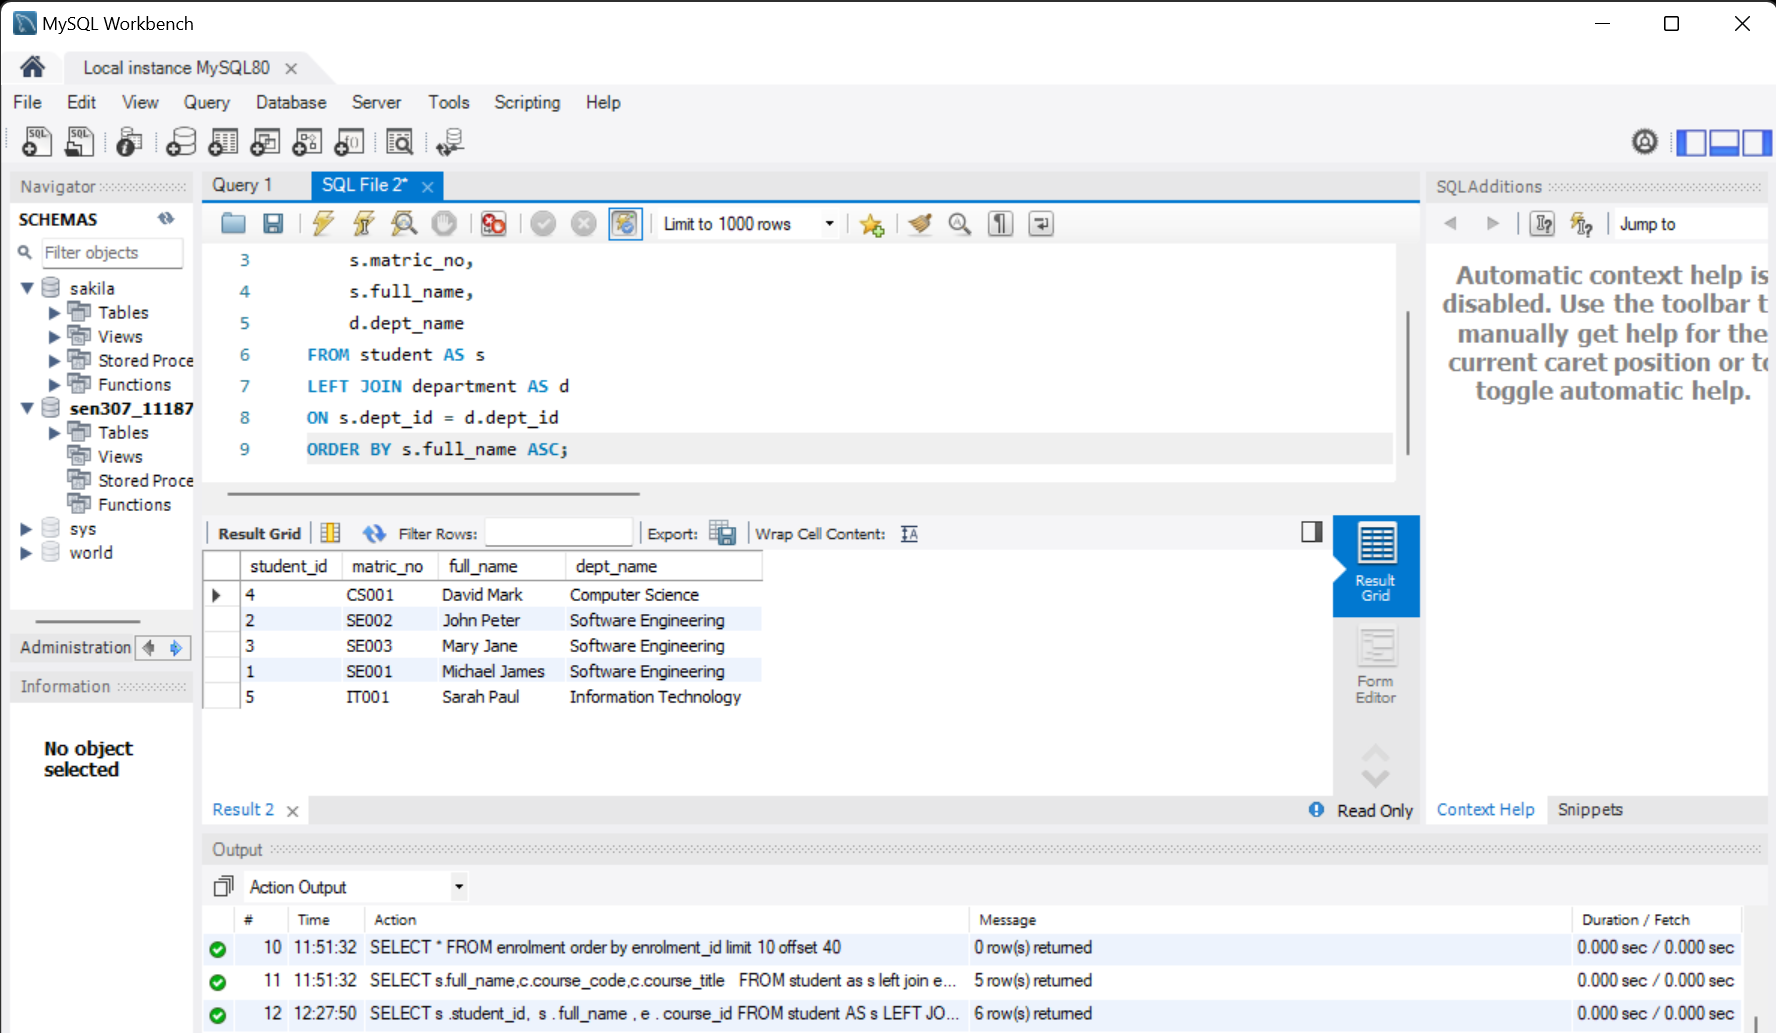 MySQL Workbench
Local instance MySQL80
File Edit View Query Database Server Tools Scripting Help
Navigator
SCHEMAS
Filter objects
sakila
Tables
Views
Stored Proce
Functions
sen307_11187
Tables
Views
Stored Proce
Functions
sys
world
Administration
Information
No object
selected
Query 1
SQL File 2*
Limit to 1000 rows
3 s.matric_no,
4 s.full_name,
5 d.dept_name
6 FROM student AS s
7 LEFT JOIN department AS d
8 ON s.dept_id = d.dept_id
9 ORDER BY s.full_name ASC;
Result Grid Filter Rows: Export: Wrap Cell Content:
student_id matric_no full_name dept_name
4 CS001 David Mark Computer Science
2 SE002 John Peter Software Engineering
3 SE003 Mary Jane Software Engineering
1 SE001 Michael James Software Engineering
5 IT001 Sarah Paul Information Technology
Result
Grid
Form
Editor
Result 2
Read Only
SQLAdditions
Jump to
Automatic context help is
disabled. Use the toolbar t
manually get help for the
current caret position or to
toggle automatic help.
Context Help Snippets
Output
Action Output
# Time Action Message Duration / Fetch
10 11:51:32 SELECT * FROM enrolment order by enrolment_id limit 10 offset 40 0 row(s) returned 0.000 sec / 0.000 sec
11 11:51:32 SELECT s.full_name,c.course_code,c.course_title FROM student as s left join e... 5 row(s) returned 0.000 sec / 0.000 sec
12 12:27:50 SELECT s .student_id, s . full_name , e . course_id FROM student AS s LEFT JO... 6 row(s) returned 0.000 sec / 0.000 sec